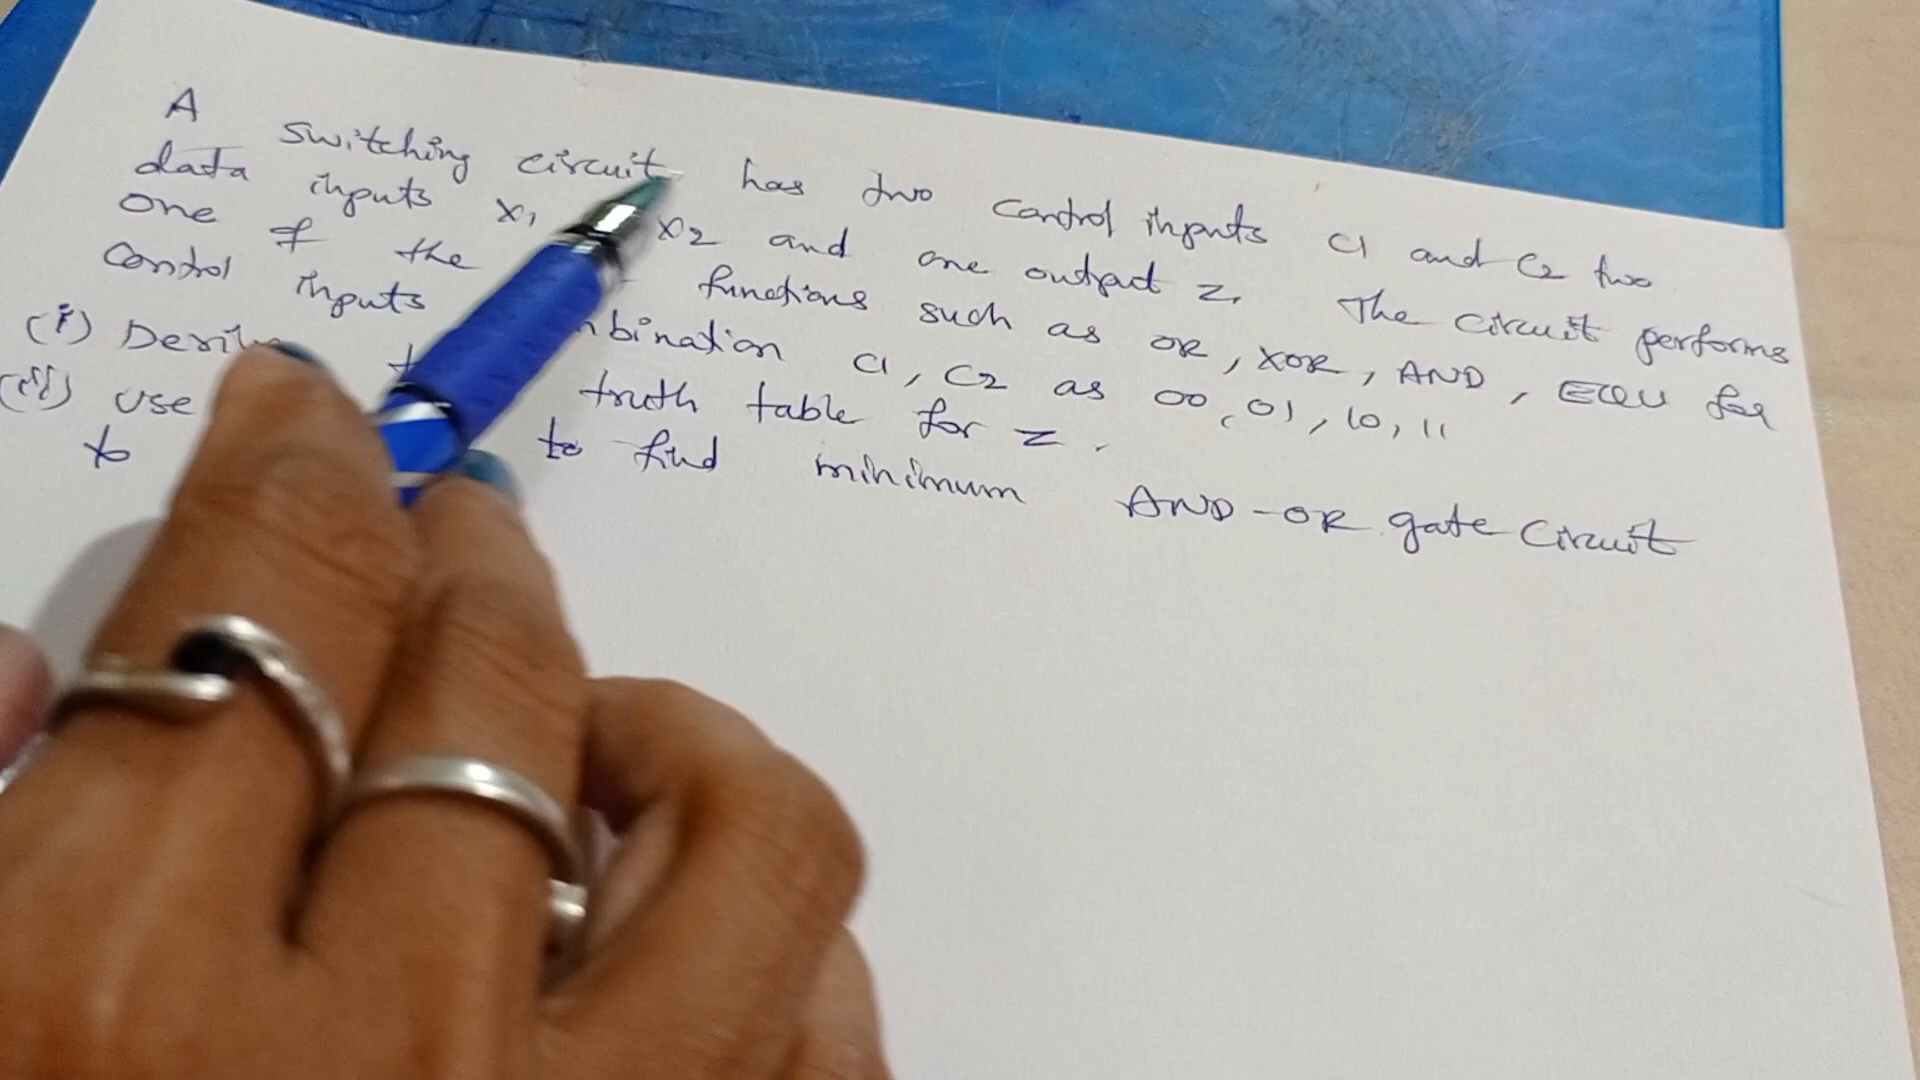 A switching circuit has two control inputs C1 and C2 two
data inputs X1 X2 and one output Z. The circuit performs
one of the functions such as OR, XOR, AND, EQU for
control inputs C1, C2 as 00, 01, 10, 11
(i) truth table for Z.
(ii) use to find minimum AND-OR gate circuit
to